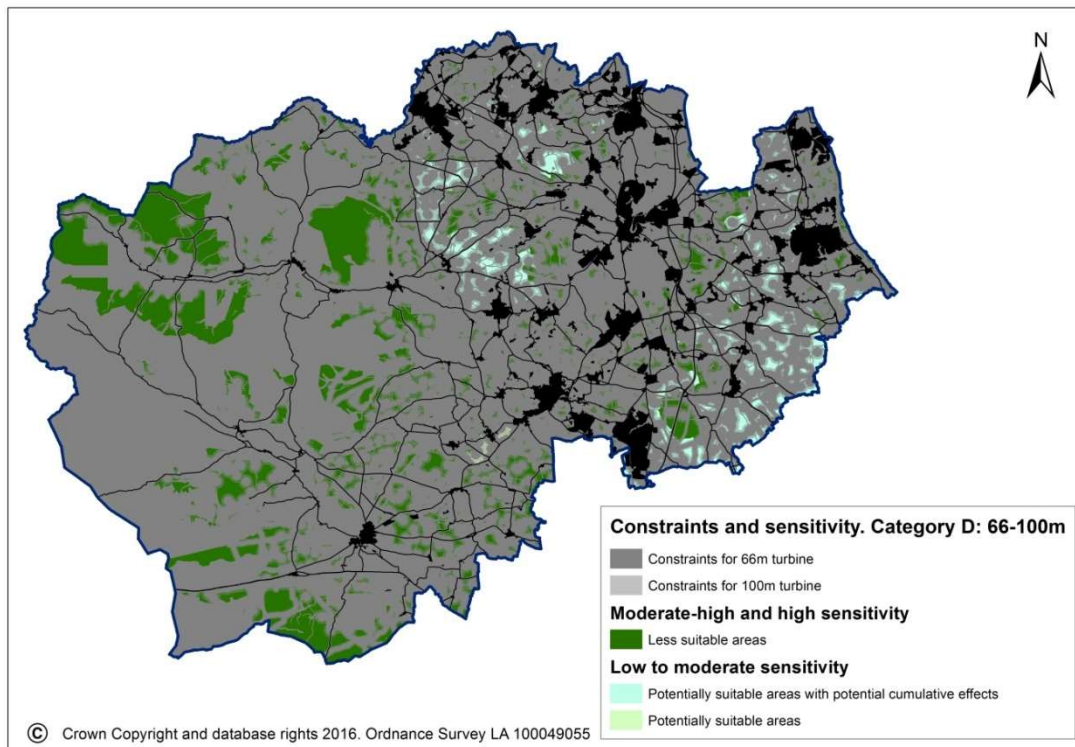 N
Constraints and sensitivity. Category D: 66-100m
Constraints for 66m turbine
Constraints for 100m turbine
Moderate-high and high sensitivity
Less suitable areas
Low to moderate sensitivity
Potentially suitable areas with potential cumulative effects
Potentially suitable areas
© Crown Copyright and database rights 2016. Ordnance Survey LA 100049055